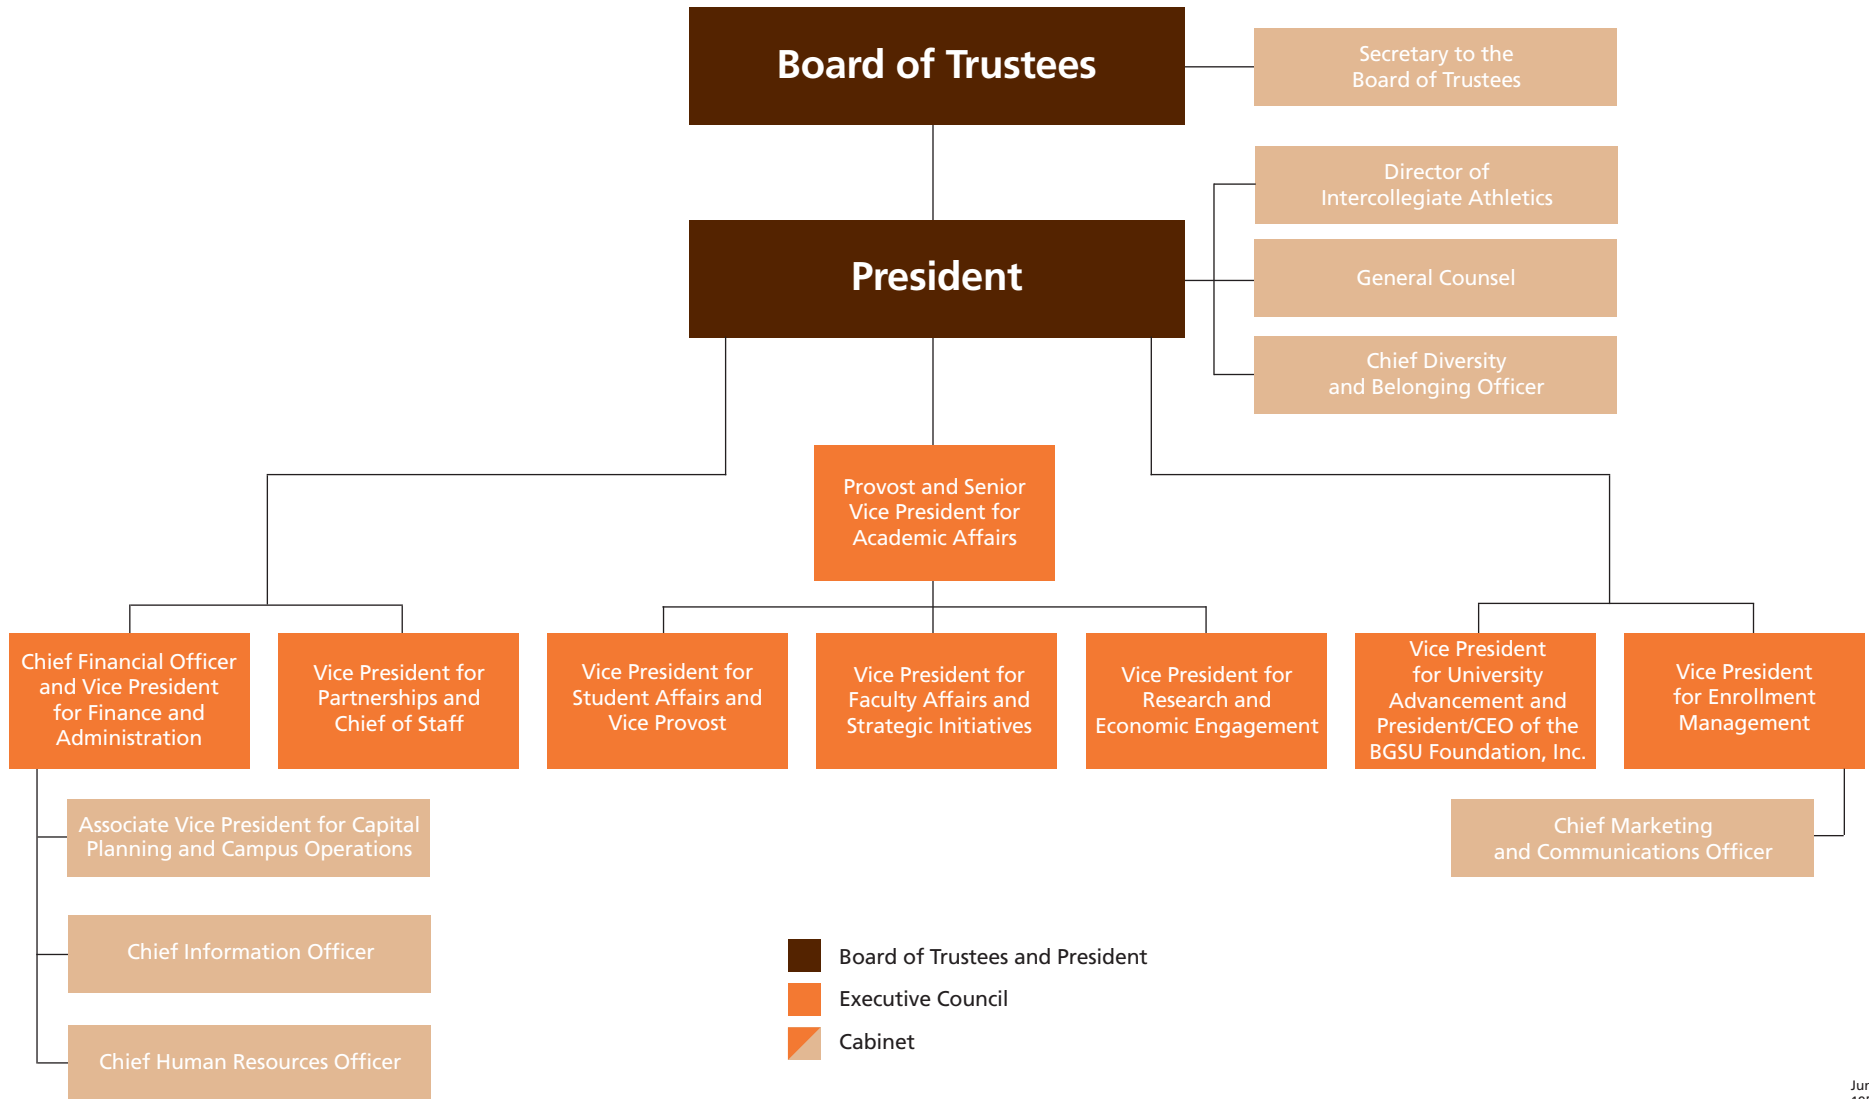 Board of Trustees
Secretary to the
Board of Trustees
Director of
Intercollegiate Athletics
President
General Counsel
Chief Diversity
and Belonging Officer
Provost and Senior
Vice President for
Academic Affairs
Chief Financial Officer
and Vice President
for Finance and
Administration
Vice President for
Partnerships and
Chief of Staff
Vice President for
Student Affairs and
Vice Provost
Vice President for
Faculty Affairs and
Strategic Initiatives
Vice President for
Research and
Economic Engagement
Vice President
for University
Advancement and
President/CEO of the
BGSU Foundation, Inc.
Vice President
for Enrollment
Management
Associate Vice President for Capital
Planning and Campus Operations
Chief Information Officer
Chief Human Resources Officer
Chief Marketing
and Communications Officer
Board of Trustees and President
Executive Council
Cabinet